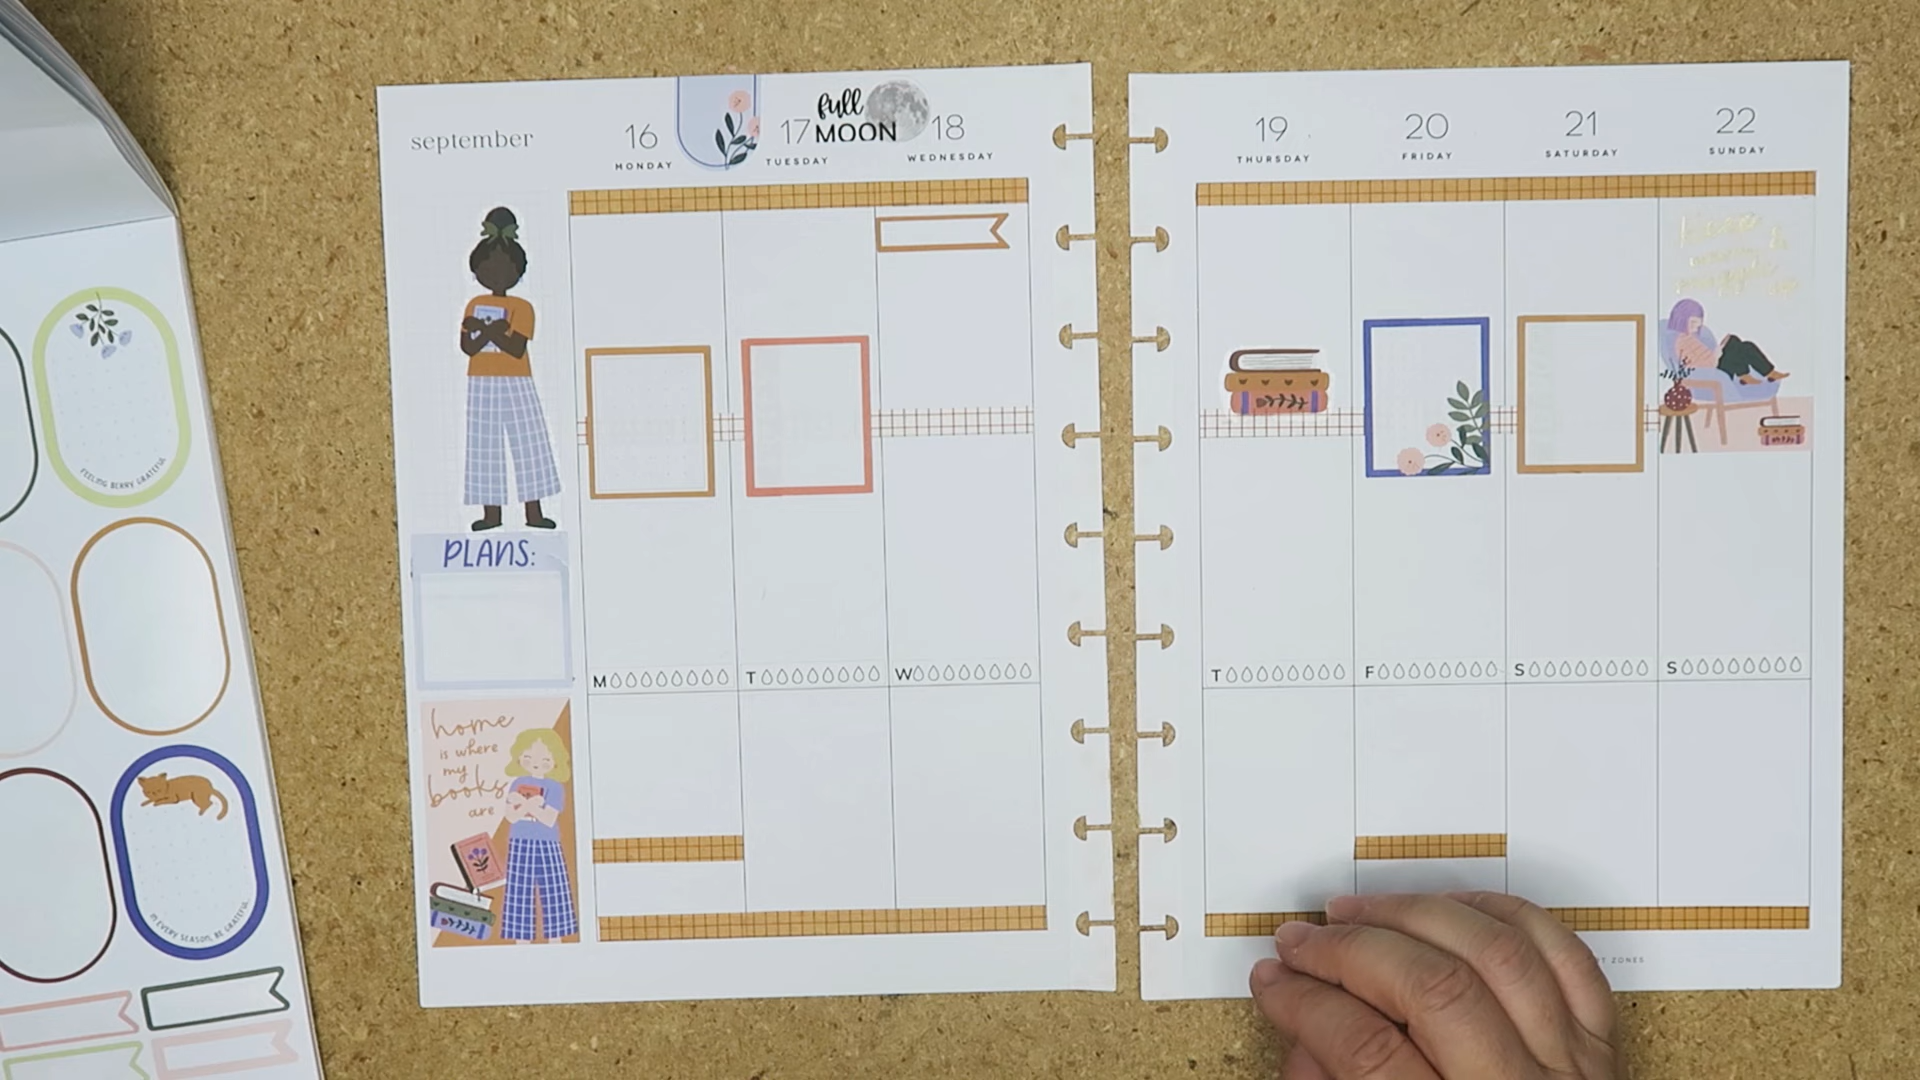 september
16
MONDAY
17
TUESDAY
full
MOON
18
WEDNESDAY
19
THURSDAY
20
FRIDAY
21
SATURDAY
22
SUNDAY
PLANS:
M
T
W
T
F
S
S
home
is where
my
books
are
FEELING BERRY GRATEFUL
IN EVERY SEASON, BE GRATEFUL
ZONES